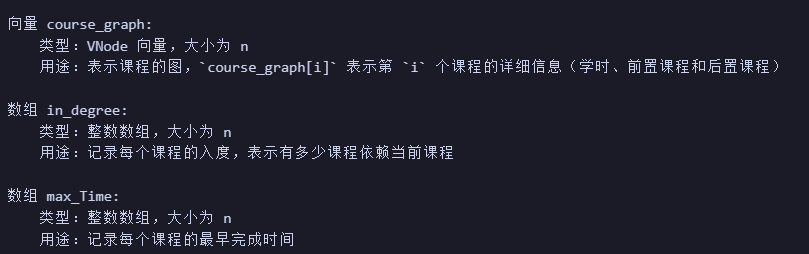 向量 course_graph:
类型：VNode 向量，大小为 n
用途：表示课程的图，`course_graph[i]` 表示第 `i` 个课程的详细信息（学时、前置课程和后置课程）
数组 in_degree:
类型：整数数组，大小为 n
用途：记录每个课程的入度，表示有多少课程依赖当前课程
数组 max_Time:
类型：整数数组，大小为 n
用途：记录每个课程的最早完成时间